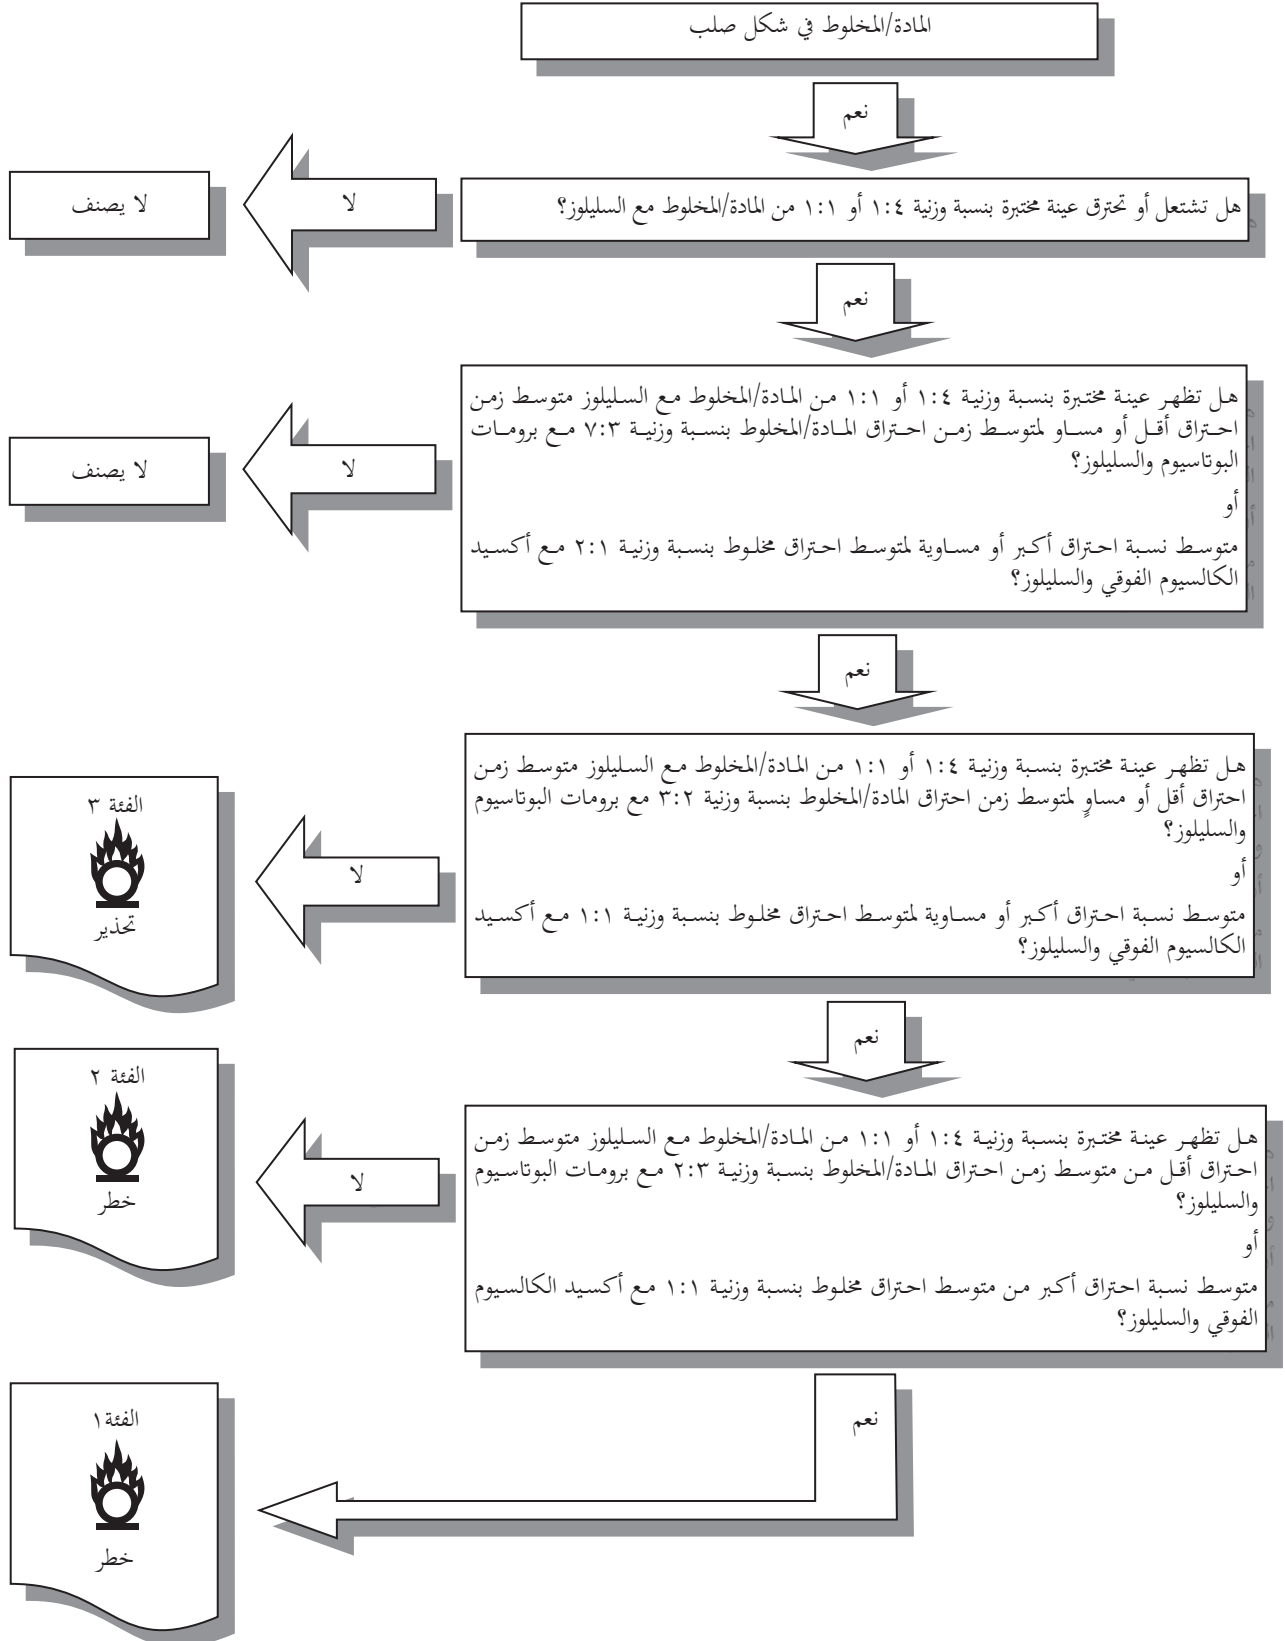 المادة/المخلوط في شكل صلب
نعم
هل تشتعل أو تحترق عينة مختبرة بنسبة وزنية ١:٤ أو ١:١ من المادة/المخلوط مع السليلوز؟
لا
لا يصنف
نعم
هل تظهر عينة مختبرة بنسبة وزنية ١:٤ أو ١:١ من المادة/المخلوط مع السليلوز متوسط زمن
احتراق أقل أو مساو لمتوسط زمن احتراق المادة/المخلوط بنسبة وزنية ٧:٣ مع برومات
البوتاسيوم والسليلوز؟
أو
متوسط نسبة احتراق أكبر أو مساوية لمتوسط احتراق مخلوط بنسبة وزنية ٢:١ مع أكسيد
الكالسيوم الفوقي والسليلوز؟
لا
لا يصنف
نعم
هل تظهر عينة مختبرة بنسبة وزنية ١:٤ أو ١:١ من المادة/المخلوط مع السليلوز متوسط زمن
احتراق أقل أو مساوٍ لمتوسط زمن احتراق المادة/المخلوط بنسبة وزنية ٣:٢ مع برومات البوتاسيوم
والسليلوز؟
أو
متوسط نسبة احتراق أكبر أو مساوية لمتوسط احتراق مخلوط بنسبة وزنية ١:١ مع أكسيد
الكالسيوم الفوقي والسليلوز؟
لا
الفئة ٣
تحذير
نعم
هل تظهر عينة مختبرة بنسبة وزنية ١:٤ أو ١:١ من المادة/المخلوط مع السليلوز متوسط زمن
احتراق أقل من متوسط زمن احتراق المادة/المخلوط بنسبة وزنية ٢:٣ مع برومات البوتاسيوم
والسليلوز؟
أو
متوسط نسبة احتراق أكبر من متوسط احتراق مخلوط بنسبة وزنية ١:١ مع أكسيد الكالسيوم
الفوقي والسليلوز؟
لا
الفئة ٢
خطر
نعم
الفئة١
خطر